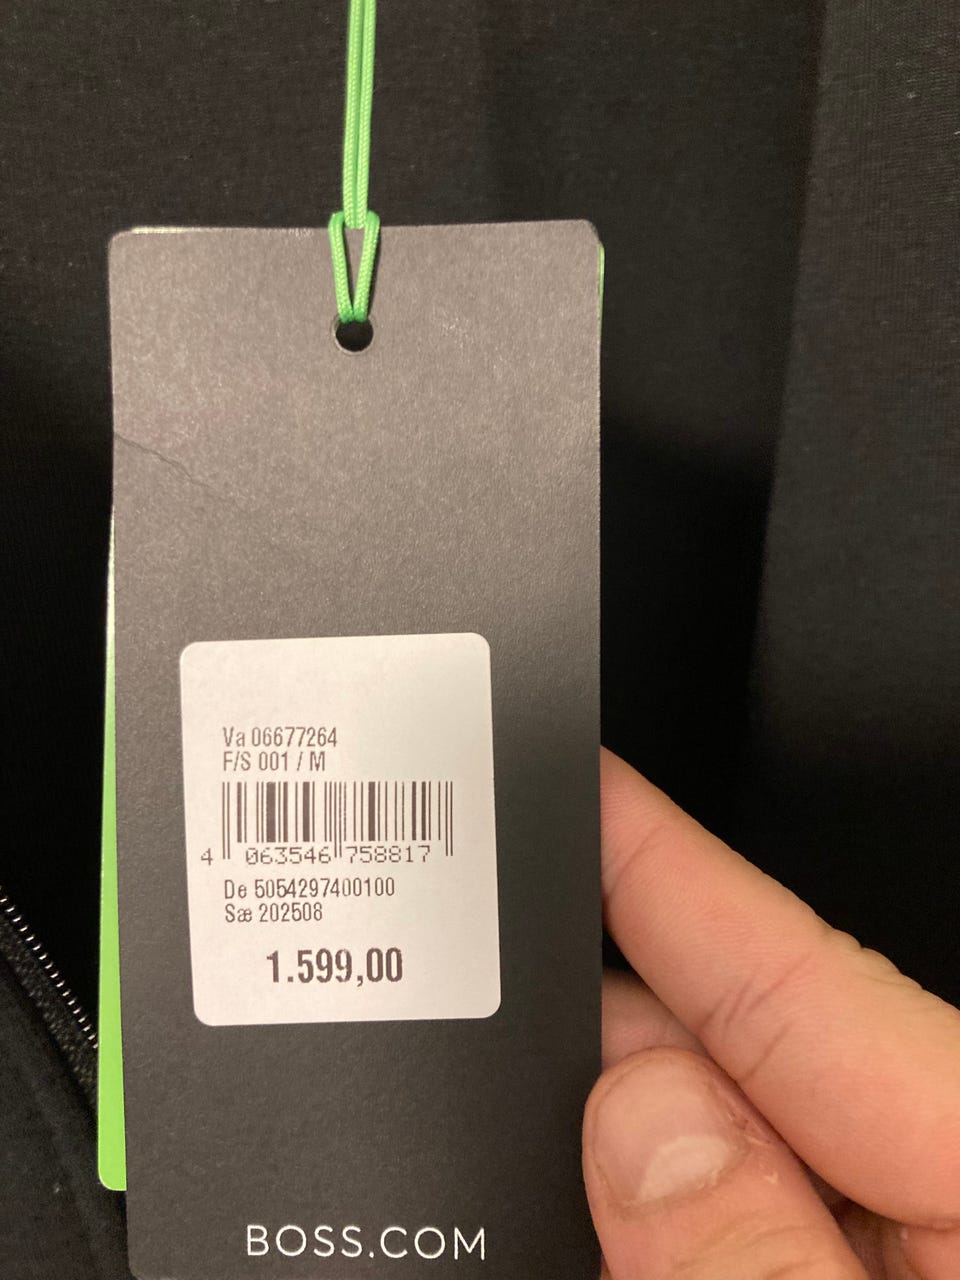 Va 06677264
F/S 001 / M
4 063546 758817
De 5054297400100
Sæ 202508
1.599,00
BOSS.COM